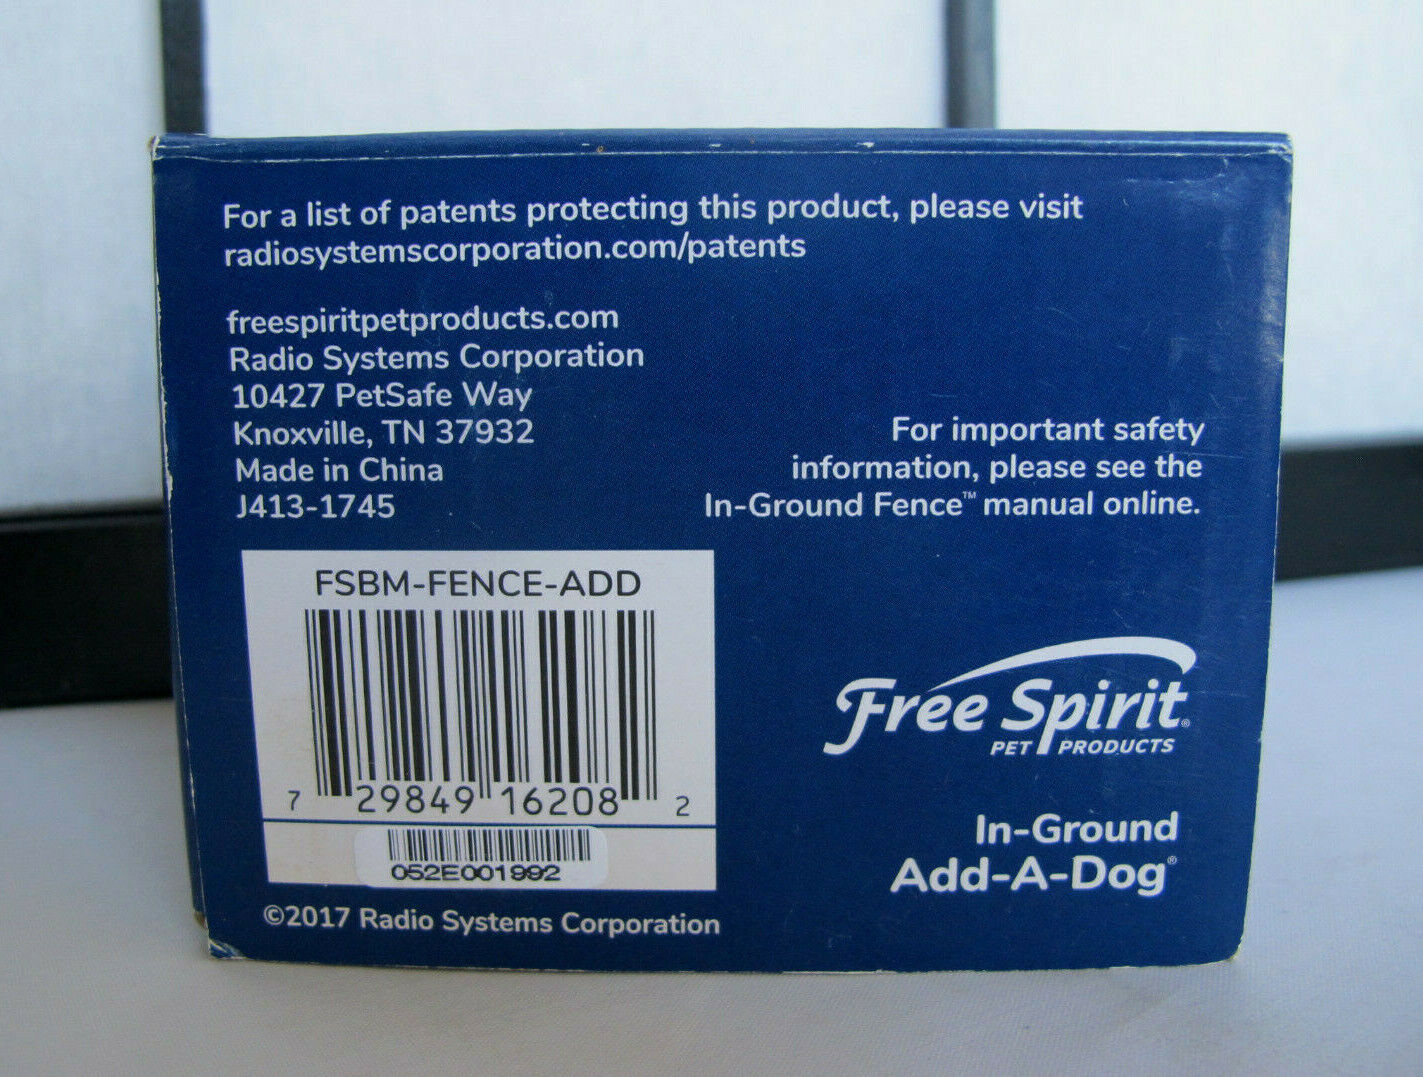 For a list of patents protecting this product, please visit
radiosystemscorporation.com/patents
freespiritpetproducts.com
Radio Systems Corporation
10427 PetSafe Way
Knoxville, TN 37932
Made in China
J413-1745
For important safety
information, please see the
In-Ground Fence™ manual online.
FSBM-FENCE-ADD
7 29849 16208 2
052E001992
©2017 Radio Systems Corporation
Free Spirit®
PET PRODUCTS
In-Ground
Add-A-Dog®